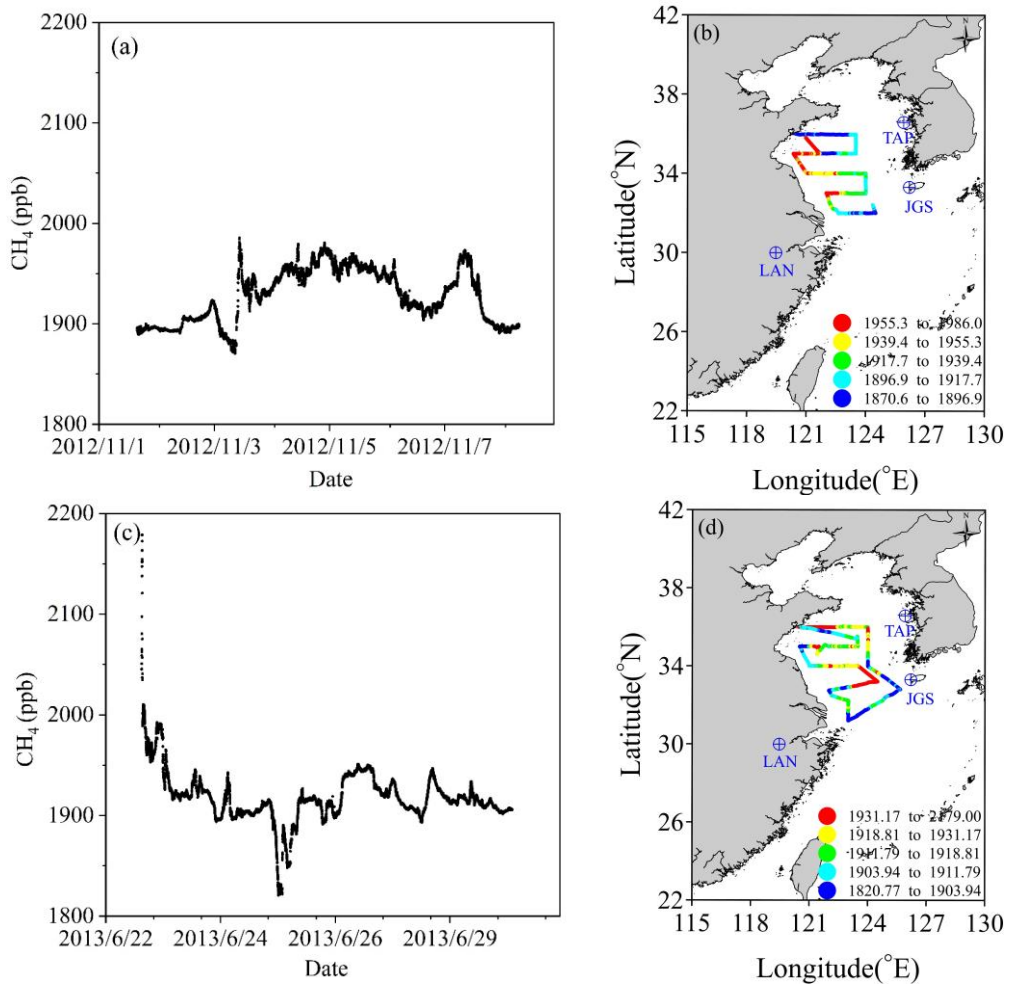 2200
(a)
2100
2000
1900
1800
CH4 (ppb)
2012/11/1 2012/11/3 2012/11/5 2012/11/7
Date
42
(b)
N
38
34
30
26
22
Latitude(°N)
TAP
JGS
LAN
1955.3 to 1986.0
1939.4 to 1955.3
1917.7 to 1939.4
1896.9 to 1917.7
1870.6 to 1896.9
115 118 121 124 127 130
Longitude(°E)
2200
(c)
2100
2000
1900
1800
CH4 (ppb)
2013/6/22 2013/6/24 2013/6/26 2013/6/29
Date
42
(d)
N
38
34
30
26
22
Latitude(°N)
TAP
JGS
LAN
1931.17 to 2179.00
1918.81 to 1931.17
1911.79 to 1918.81
1903.94 to 1911.79
1820.77 to 1903.94
115 118 121 124 127 130
Longitude(°E)